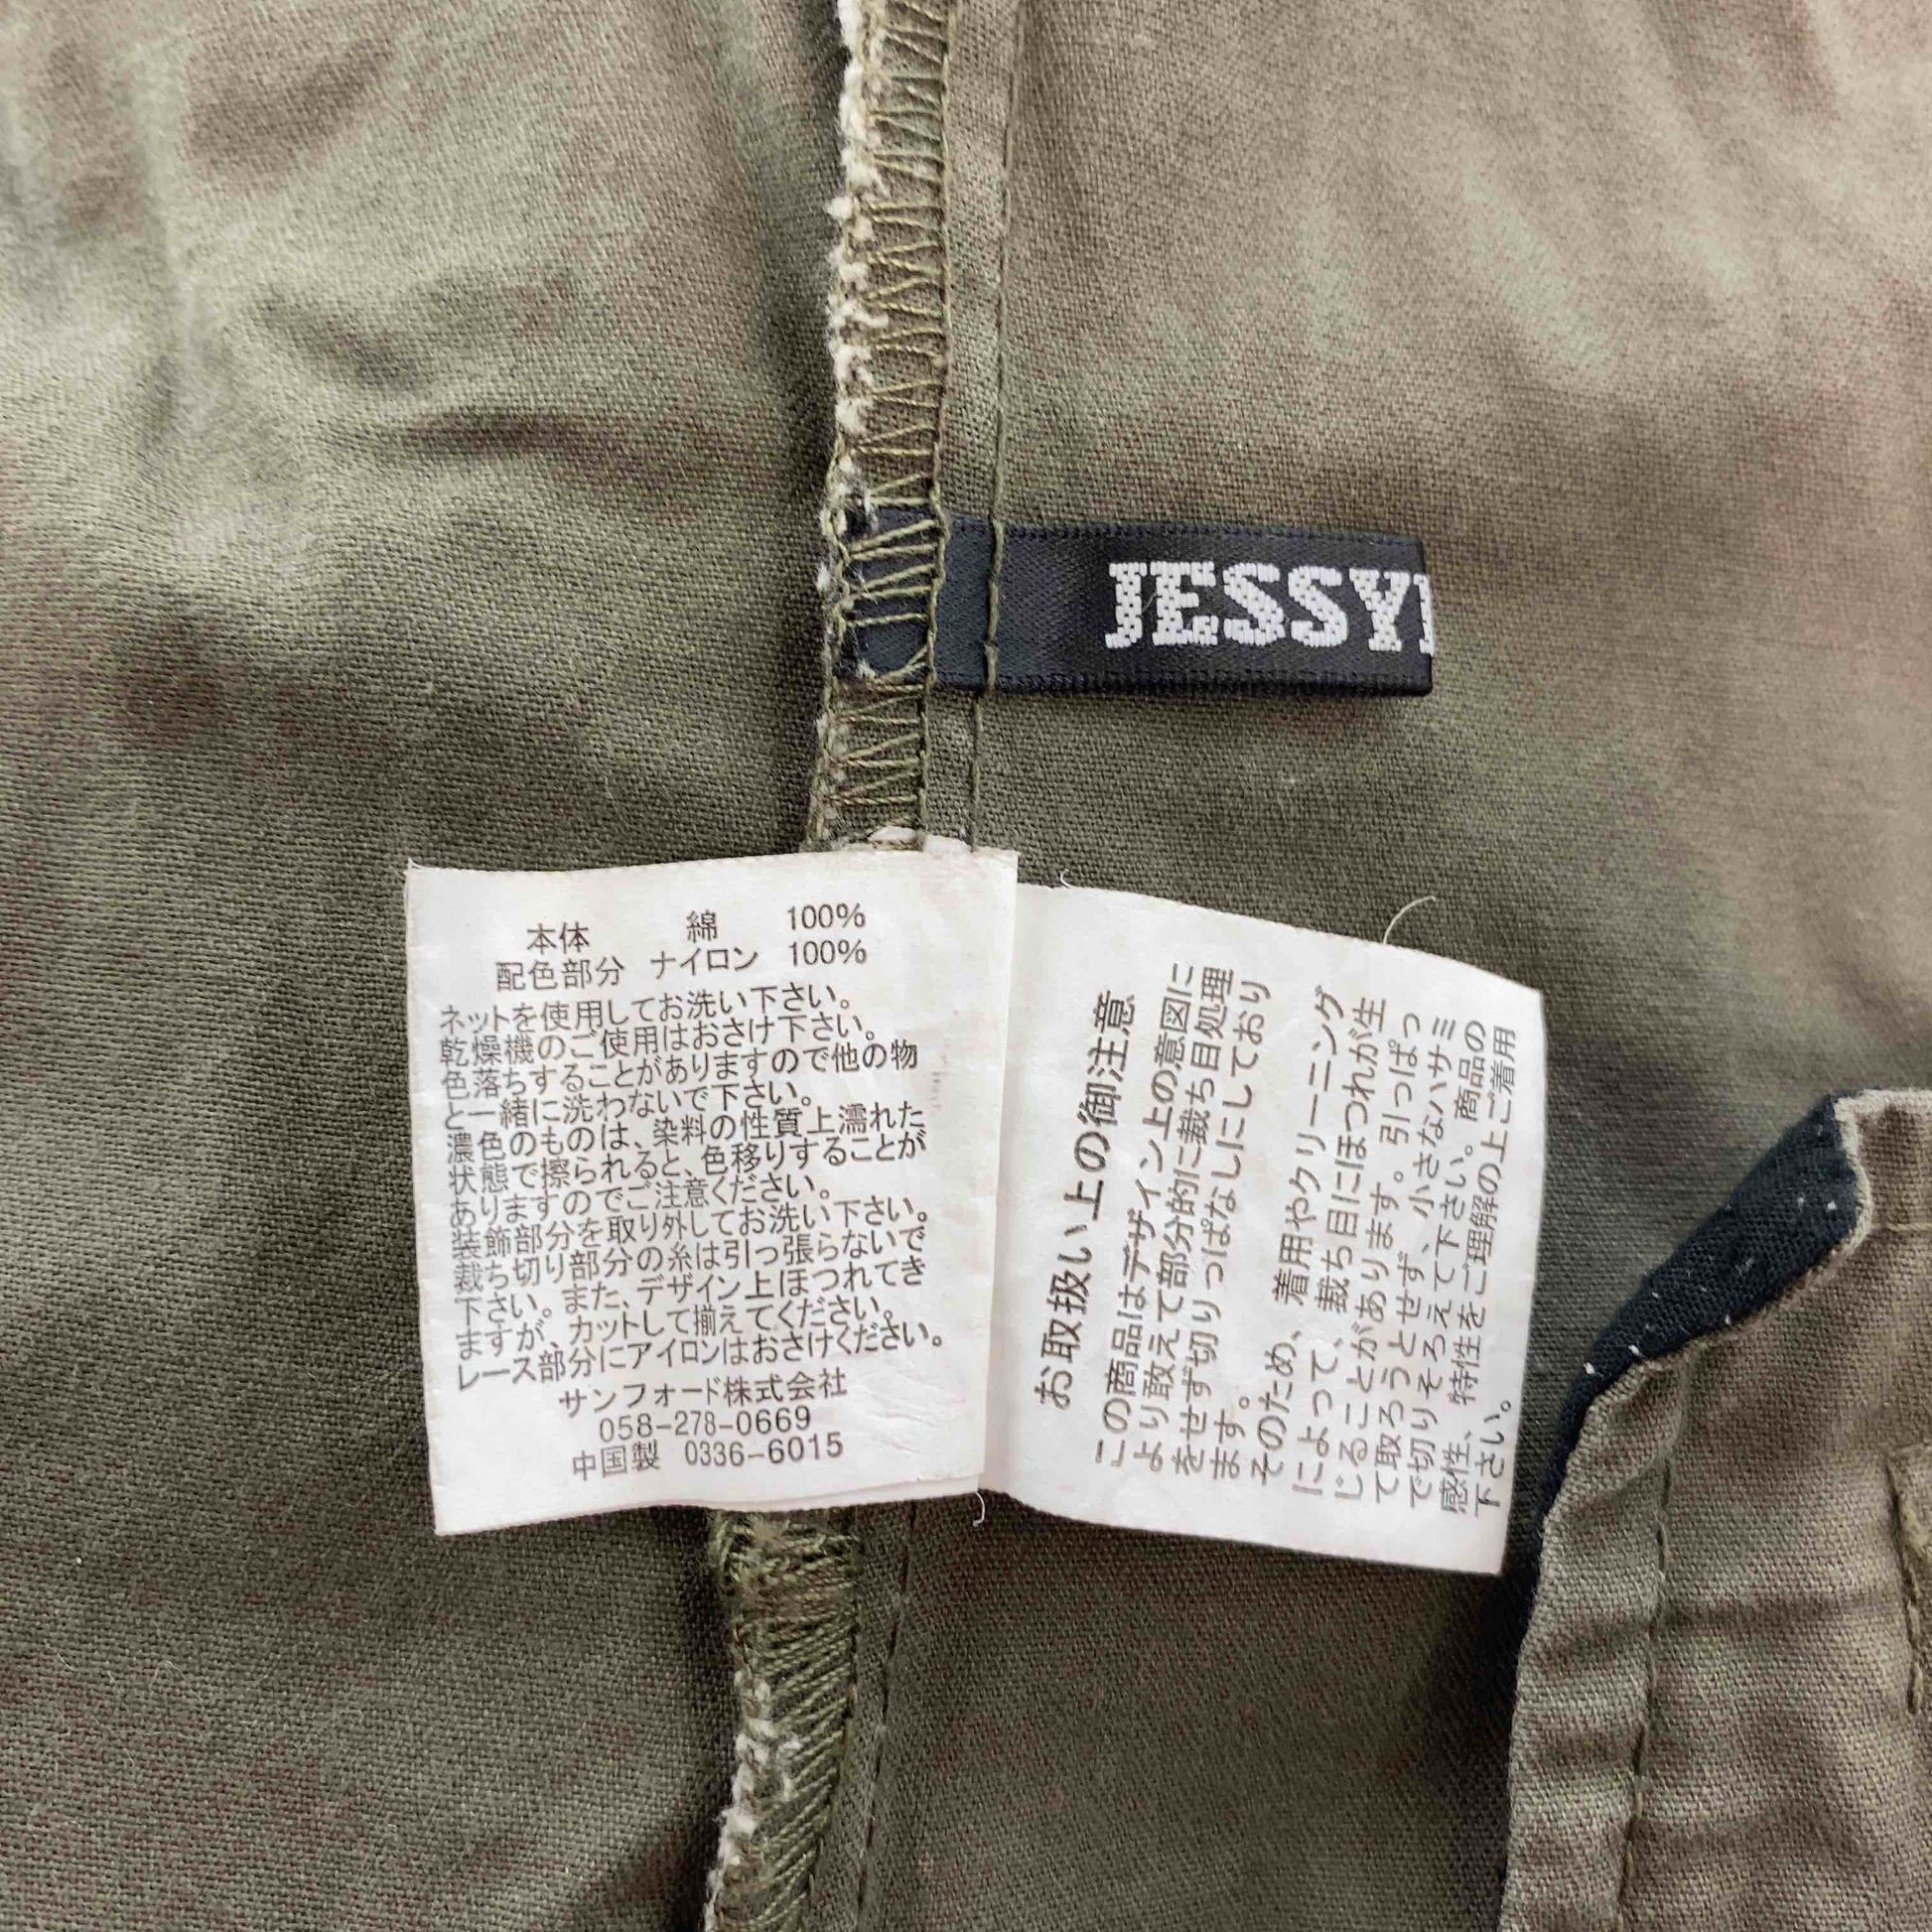 JESSY
本体 綿 100%
配色部分 ナイロン 100%
ネットを使用してお洗い下さい。
乾燥機のご使用はおさけ下さい。
色落ちすることがありますので他の物
と一緒に洗わないで下さい。
濃色のものは、染料の性質上濡れた
状態で擦られると、色移りすることが
ありますのでご注意ください。
装飾部分を取り外してお洗い下さい。
裁ち切り部分の糸は引っ張らないで
下さい。また、デザイン上ほつれてき
ますが、カットして揃えてください。
レース部分にアイロンはおさけください。
サンフォード株式会社
058-278-0669
中国製 0336-6015
お取扱い上の御注意
この商品はデザイン上の意図に
より敢えて部分的に裁ち目処理
をせず切りっぱなしにしており
ます。
そのため、着用やクリーニング
によって、裁ち目にほつれが生
じることがあります。引っぱっ
て取ろうとせず、小さなハサミ
で切りそろえて下さい。商品の
感性、特性をご理解の上ご着用
下さい。